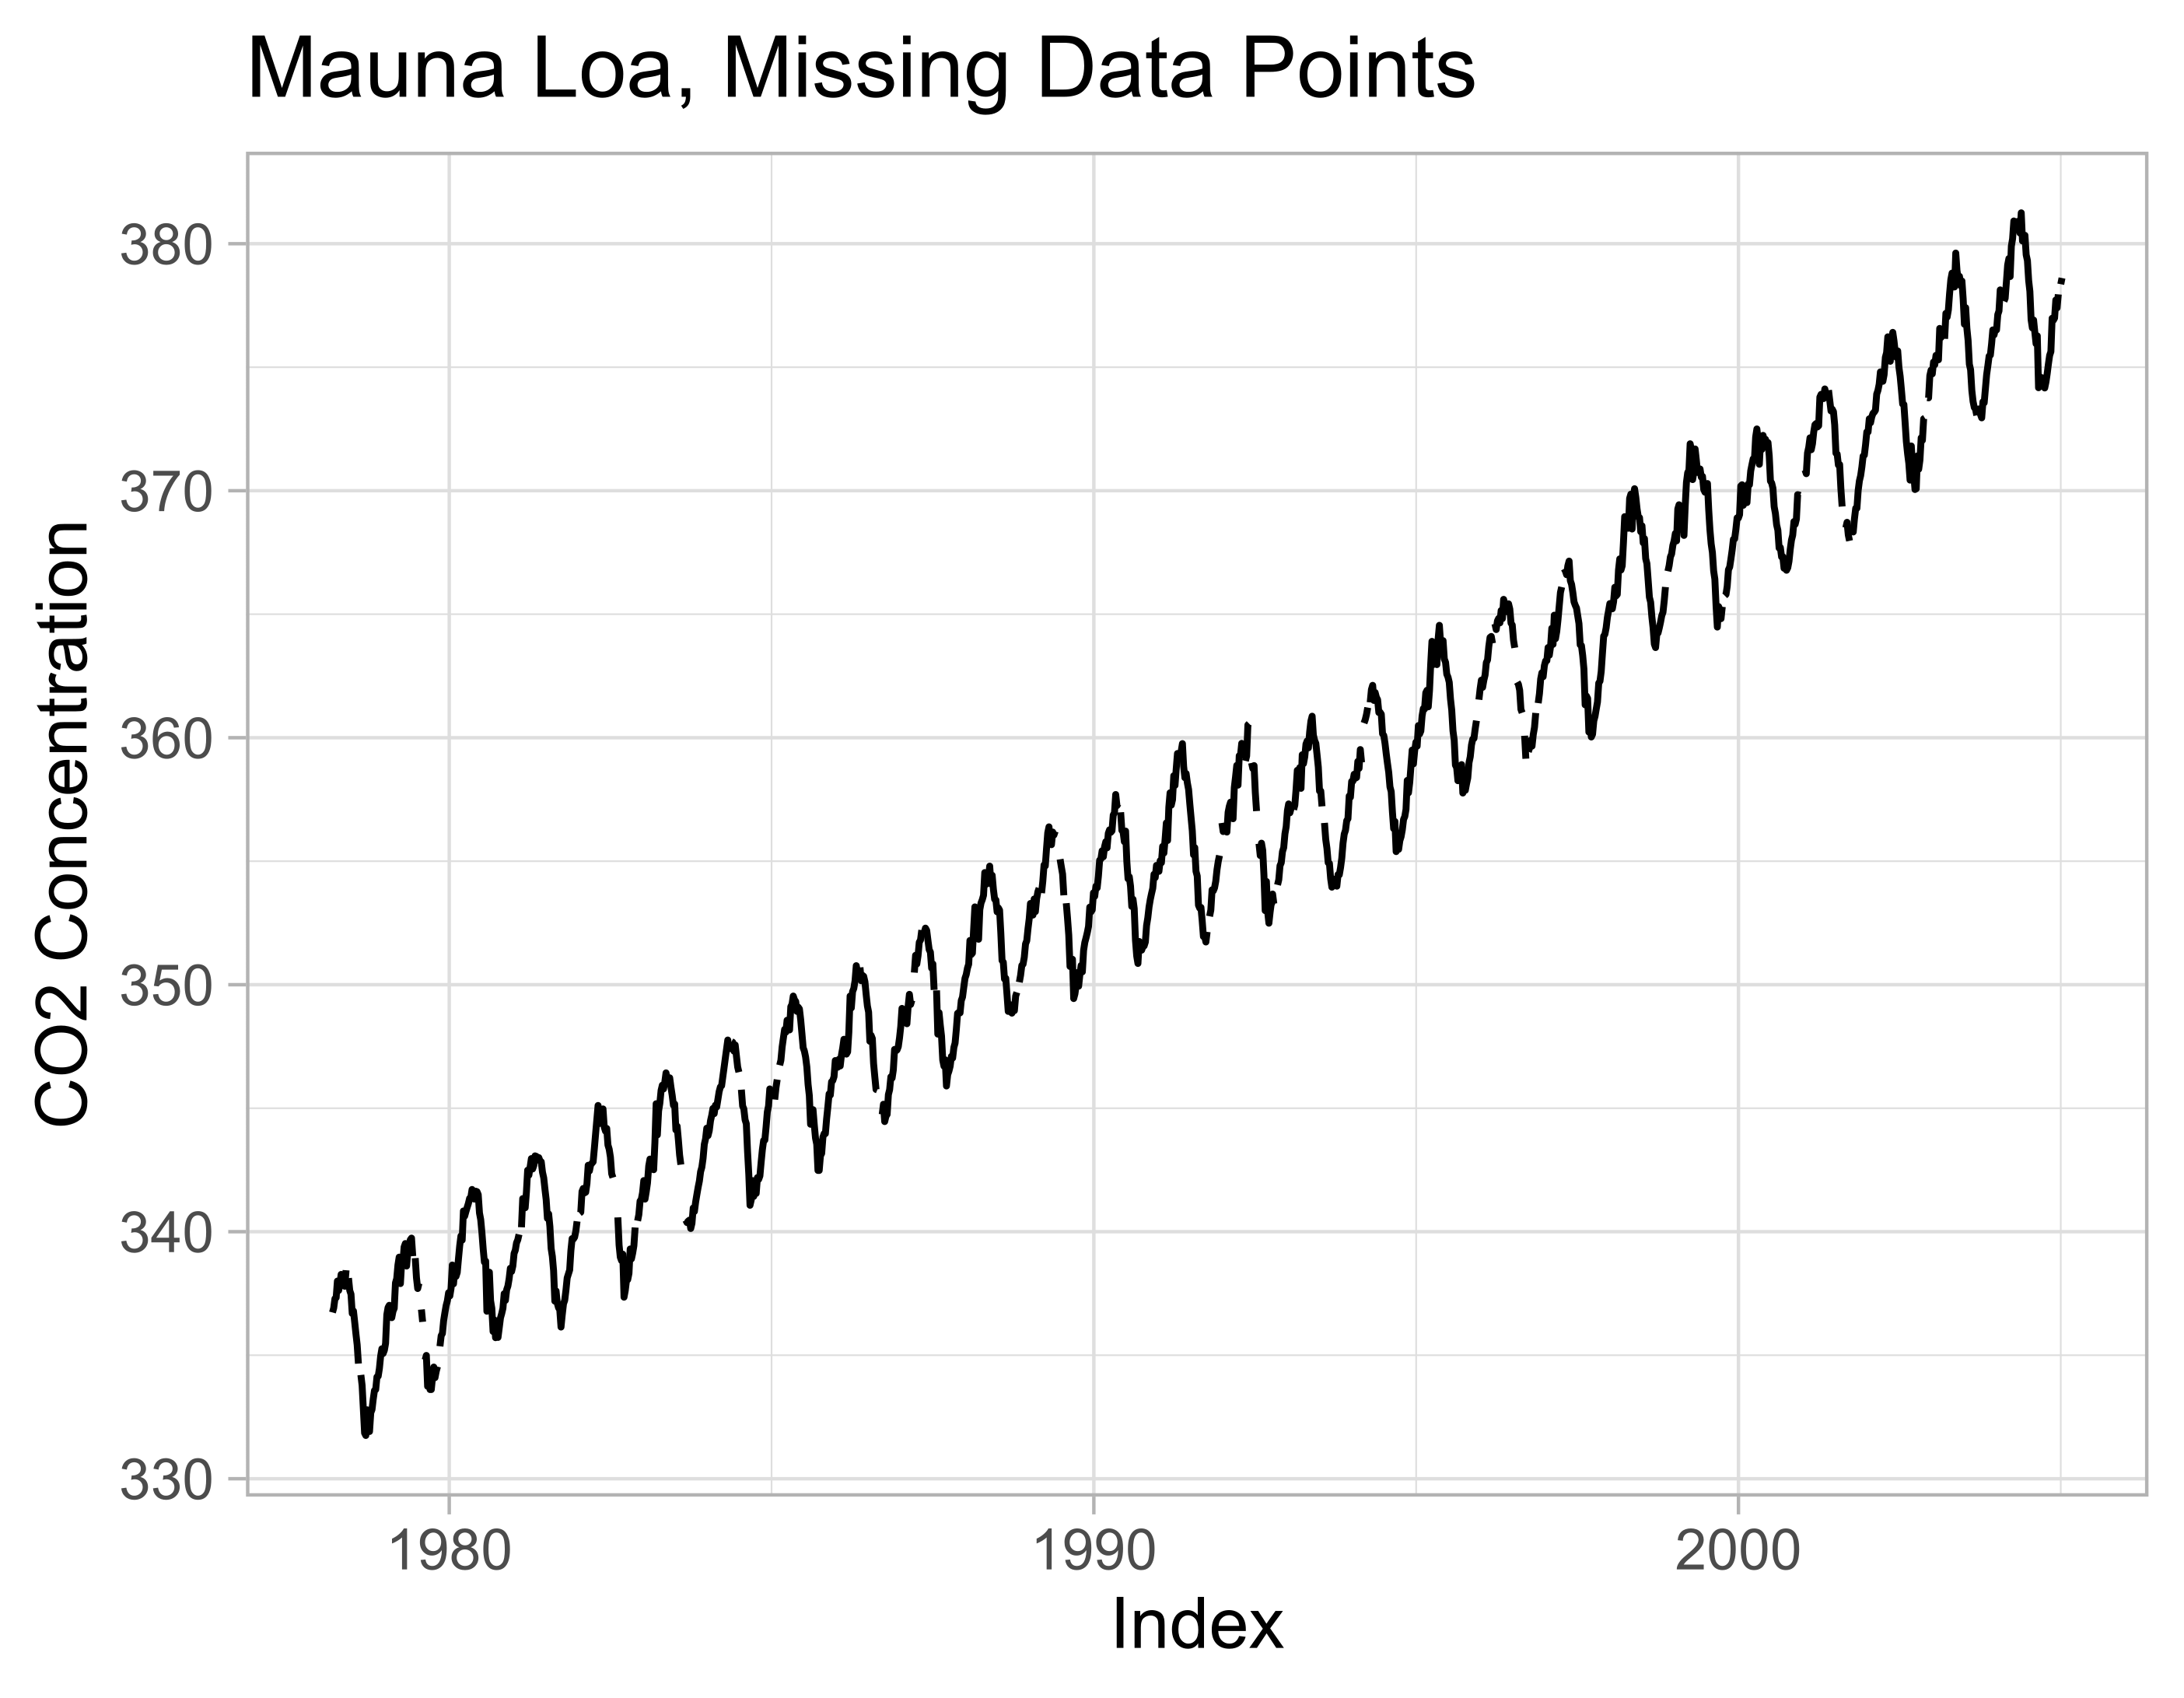 Mauna Loa, Missing Data Points
380
370
360
350
340
330
CO2 Concentration
1980 1990 2000
Index